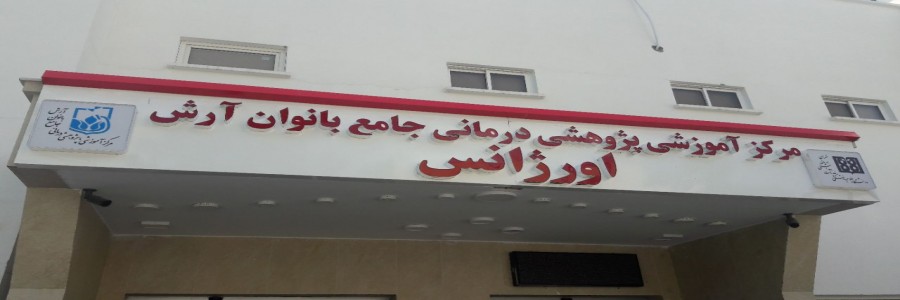 مرکز آموزشی پژوهشی درمانی جامع بانوان آرش
اورژانس